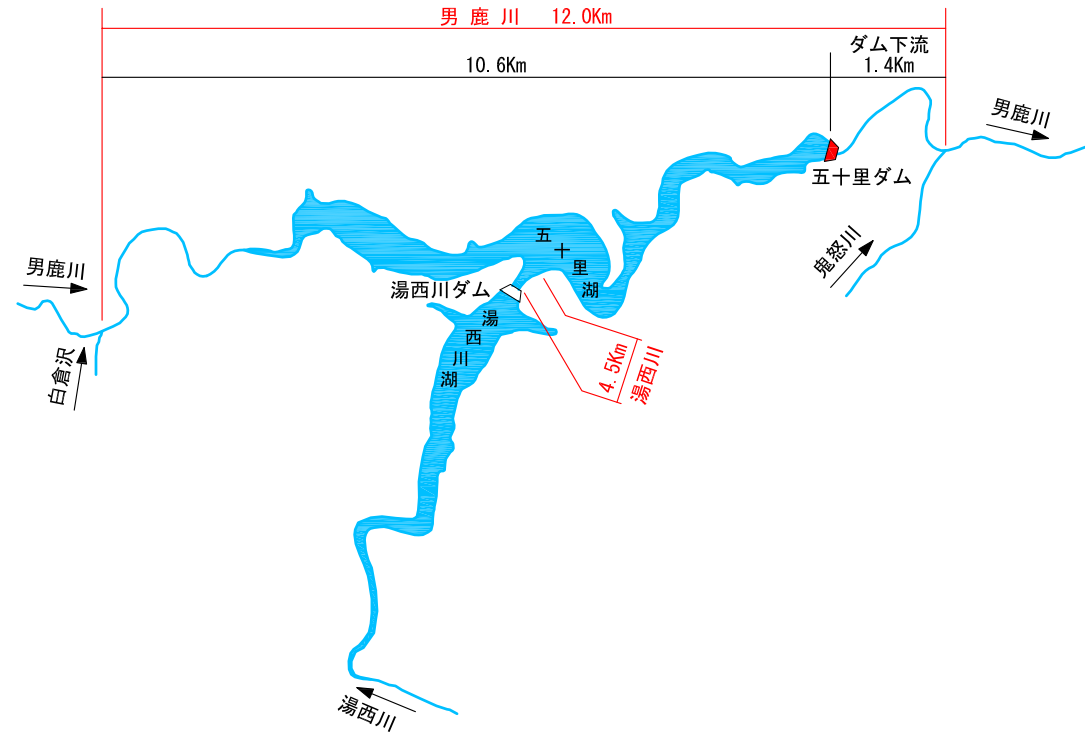 男 鹿 川 12.0Km
ダム下流
10.6Km
1.4Km
男鹿川
五十里ダム
鬼怒川
五十里湖
男鹿川
湯西川ダム
湯西川湖
白倉沢
4.5Km
湯西川
湯西川